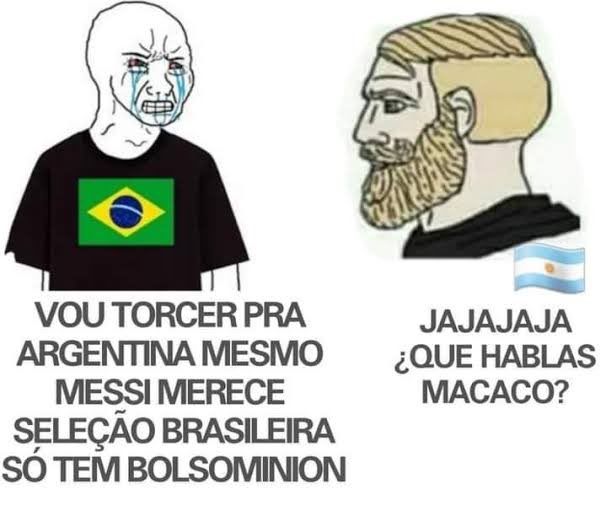 VOU TORCER PRA
ARGENTINA MESMO
MESSI MERECE
SELEÇÃO BRASILEIRA
SÓ TEM BOLSOMINION
JAJAJAJA
¿QUE HABLAS
MACACO?